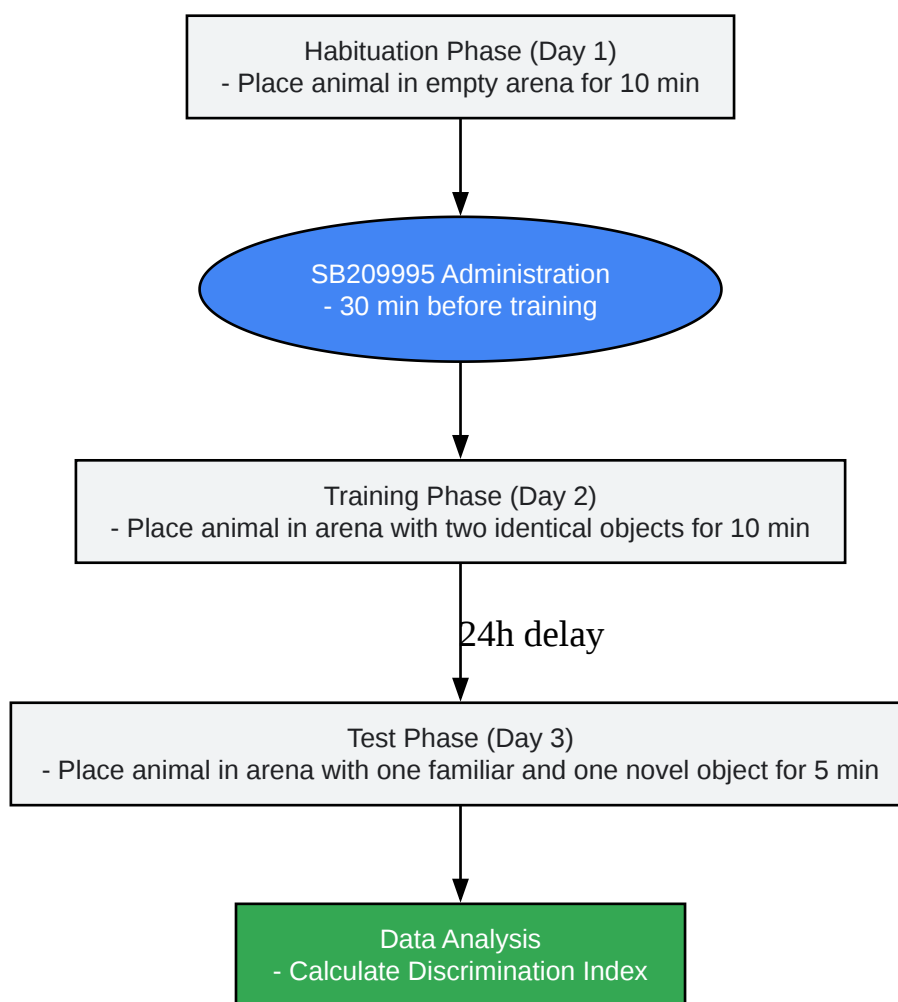 Habituation Phase (Day 1)
- Place animal in empty arena for 10 min
SB209995 Administration
- 30 min before training
Training Phase (Day 2)
- Place animal in arena with two identical objects for 10 min
24h delay
Test Phase (Day 3)
- Place animal in arena with one familiar and one novel object for 5 min
Data Analysis
- Calculate Discrimination Index